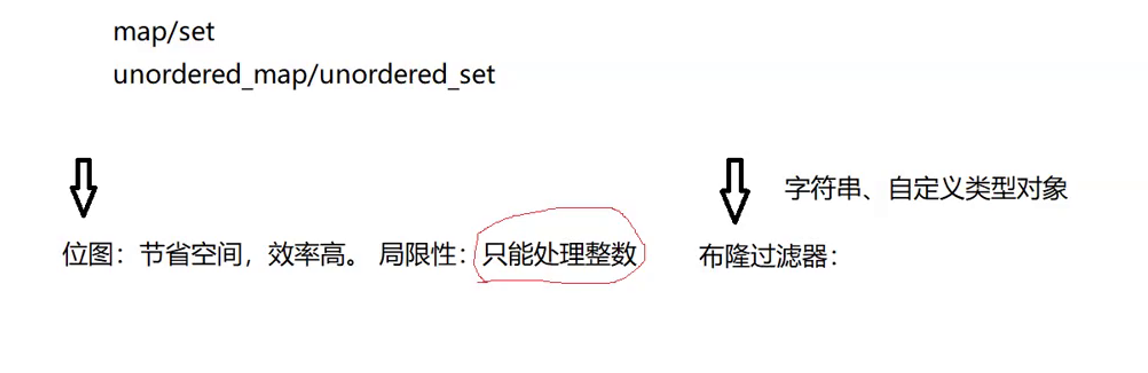 map/set
unordered_map/unordered_set
字符串、自定义类型对象
位图：节省空间，效率高。 局限性：只能处理整数
布隆过滤器：